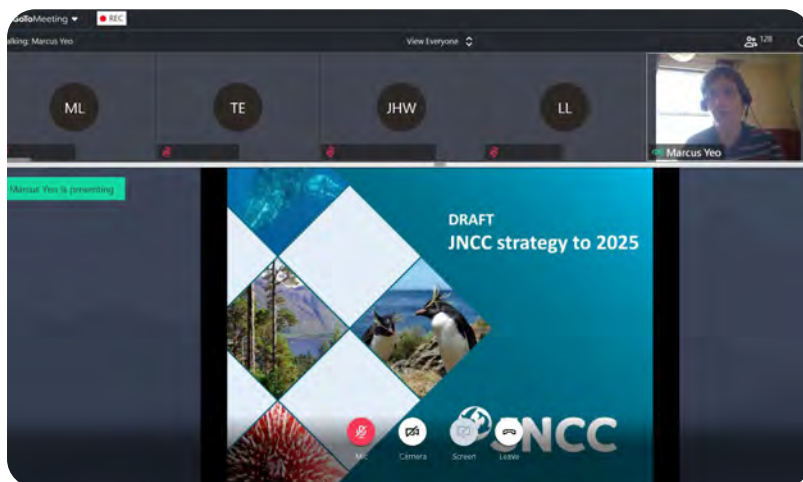 GoToMeeting
REC
alking: Marcus Yeo
View Everyone
128
ML
TE
JHW
LL
Marcus Yeo
Marcus Yeo is presenting
DRAFT
JNCC strategy to 2025
JNCC
Mic
Camera
Screen
Leave